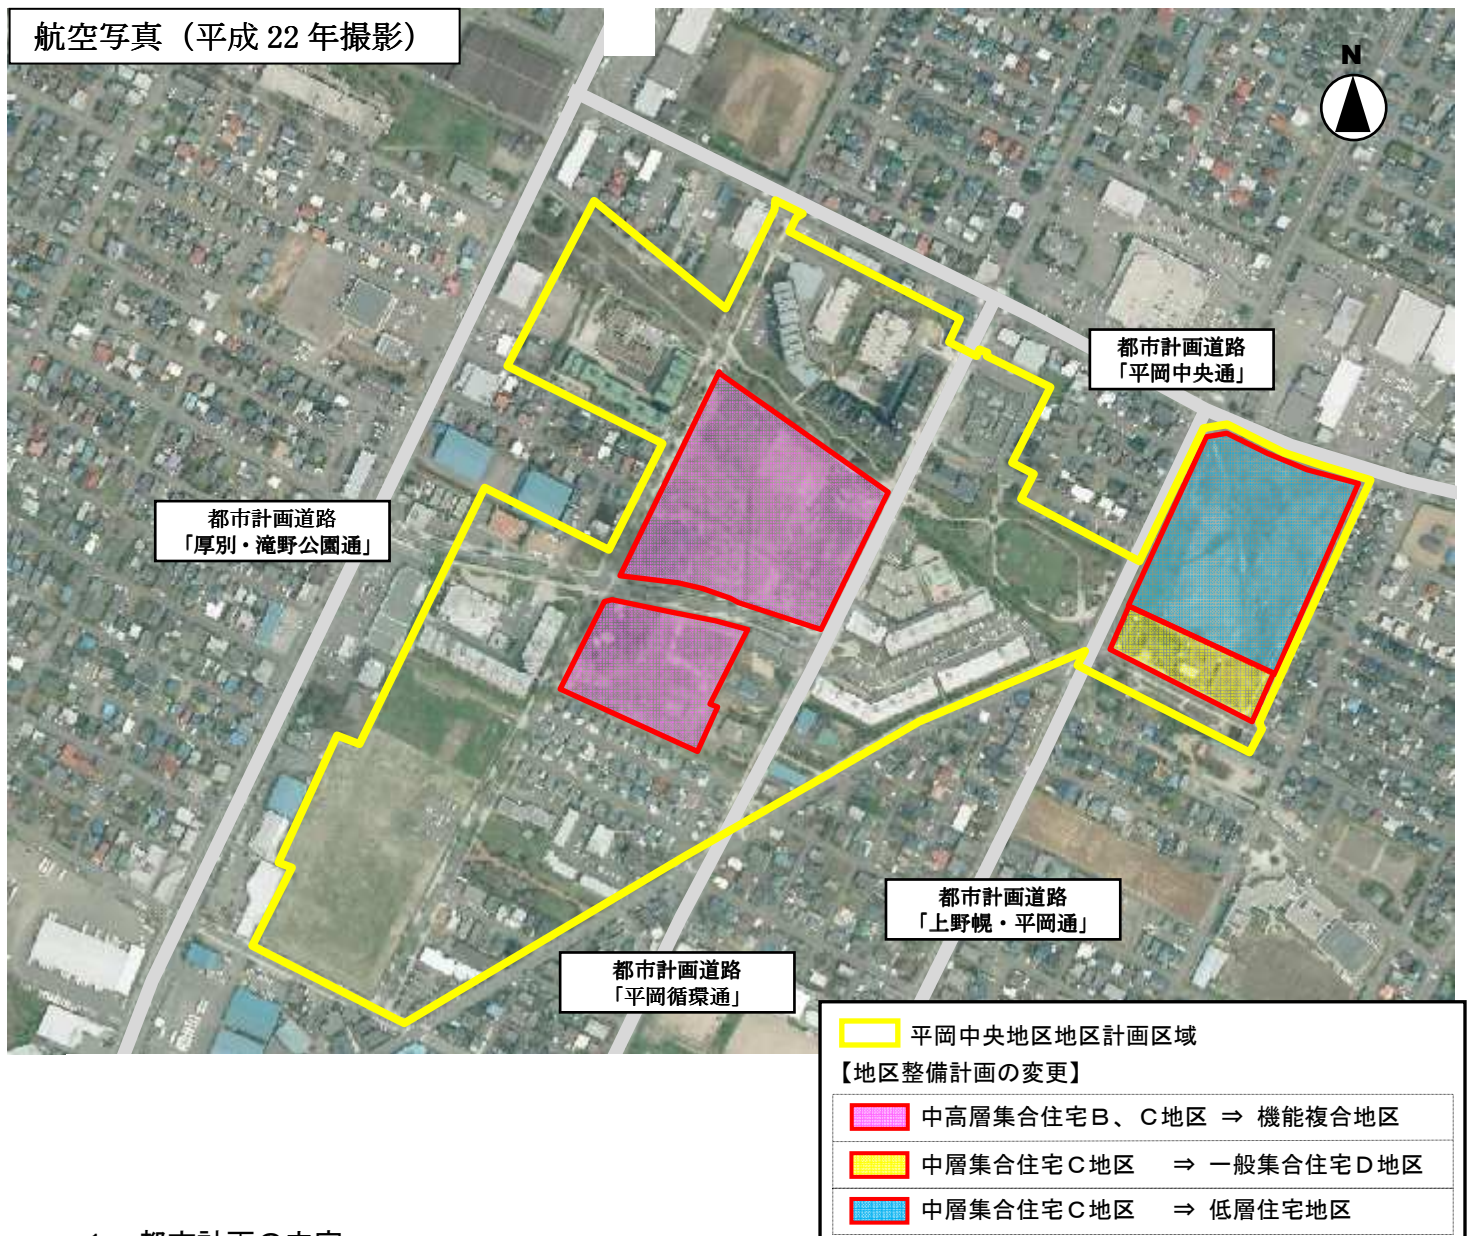 航空写真（平成 22 年撮影）
N
都市計画道路
「平岡中央通」
都市計画道路
「厚別・滝野公園通」
都市計画道路
「上野幌・平岡通」
都市計画道路
「平岡循環通」
平岡中央地区地区計画区域
【地区整備計画の変更】
中高層集合住宅Ｂ、Ｃ地区 ⇒ 機能複合地区
中層集合住宅Ｃ地区 ⇒ 一般集合住宅Ｄ地区
中層集合住宅Ｃ地区 ⇒ 低層住宅地区